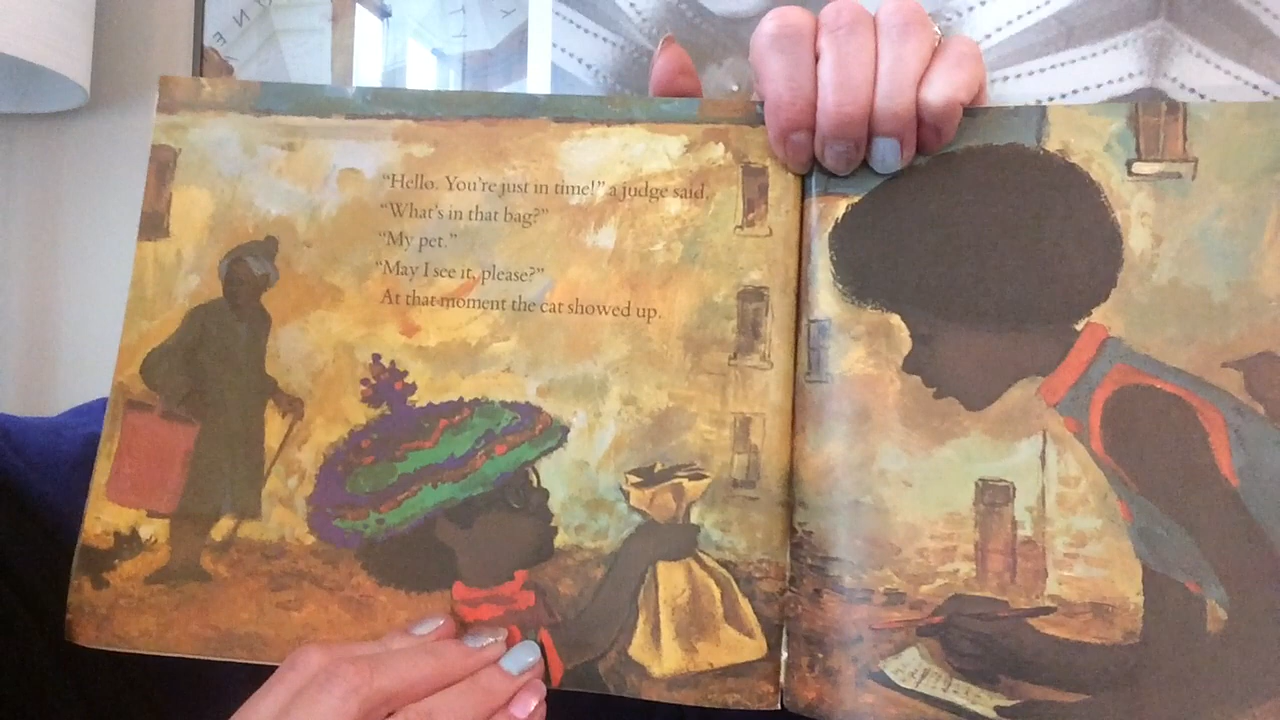 “Hello. You’re just in time!” a judge said.
“What’s in that bag?”
“My pet.”
“May I see it, please?”
At that moment the cat showed up.